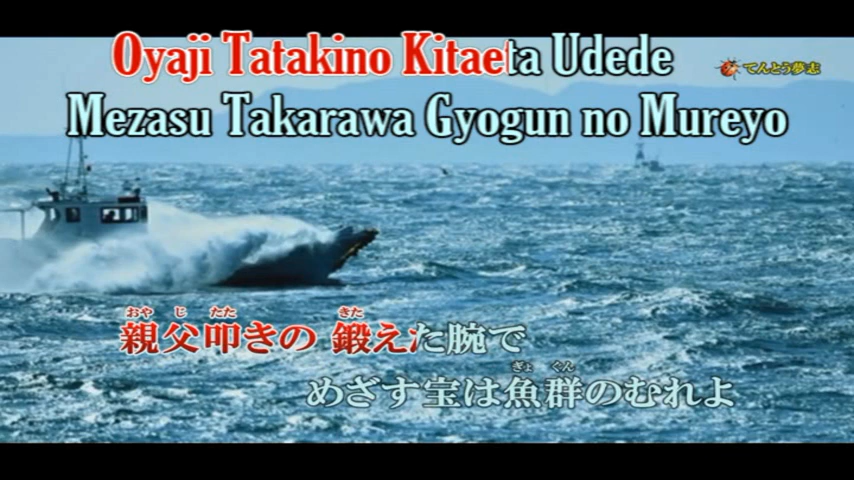 Oyaji Tatakino Kitaeta Udede
てんとう夢志
Mezasu Takarawa Gyogun no Mureyo
おやじ たた きた
親父叩きの 鍛えた腕で
ぎょ ぐん
めざす宝は魚群のむれよ